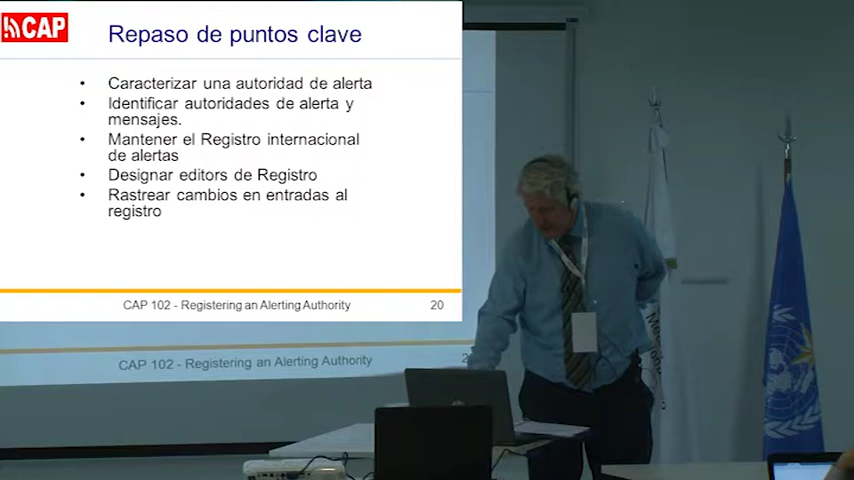 CAP
Repaso de puntos clave
• Caracterizar una autoridad de alerta
• Identificar autoridades de alerta y
mensajes.
• Mantener el Registro internacional
de alertas
• Designar editors de Registro
• Rastrear cambios en entradas al
registro
CAP 102 - Registering an Alerting Authority 20
CAP 102 - Registering an Alerting Authority